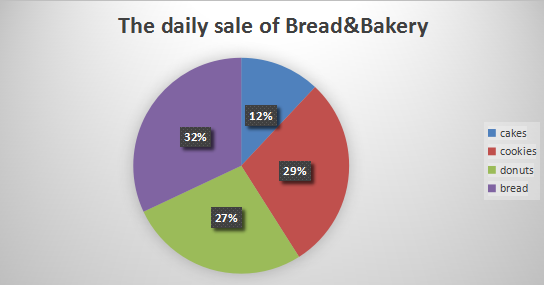 The daily sale of Bread&Bakery
12%
29%
27%
32%
cakes
cookies
donuts
bread